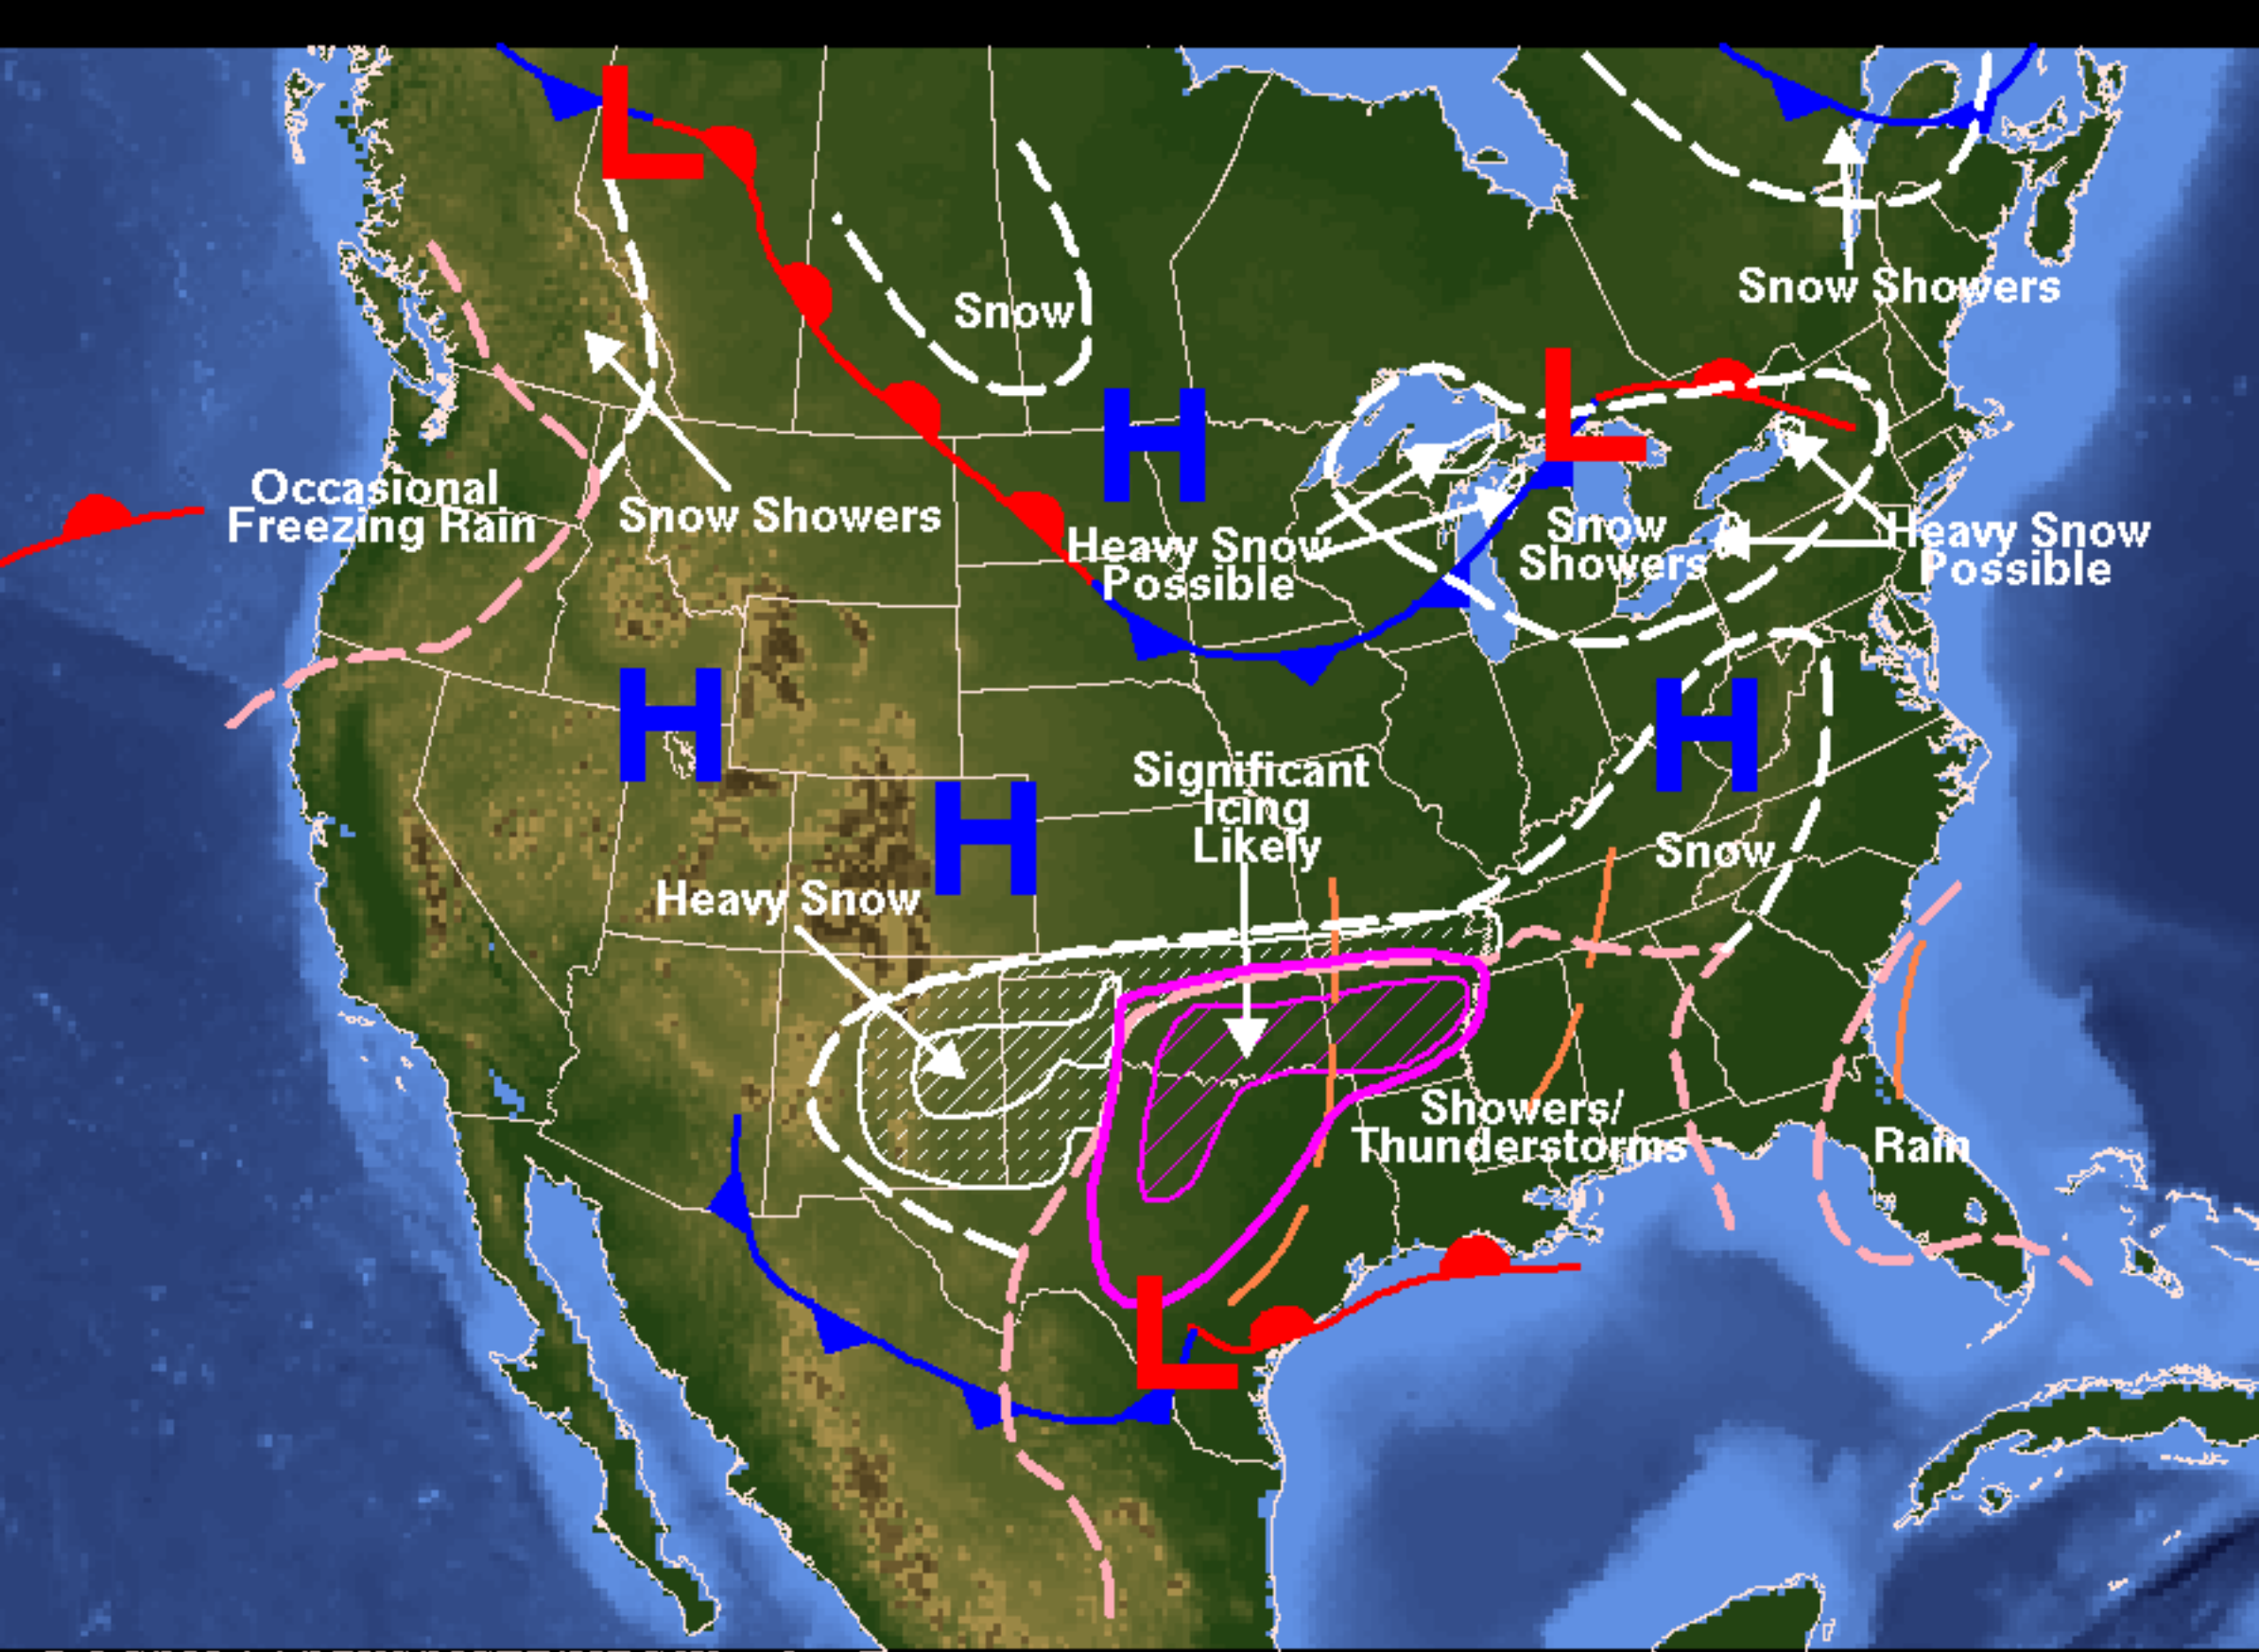 L
Snow
Snow Showers
L
H
Occasional
Freezing Rain
Snow Showers
Heavy Snow
Possible
Snow
Showers
Heavy Snow
Possible
H
H
Significant
Icing
Likely
H
Heavy Snow
Snow
Showers/
Thunderstorms
Rain
L